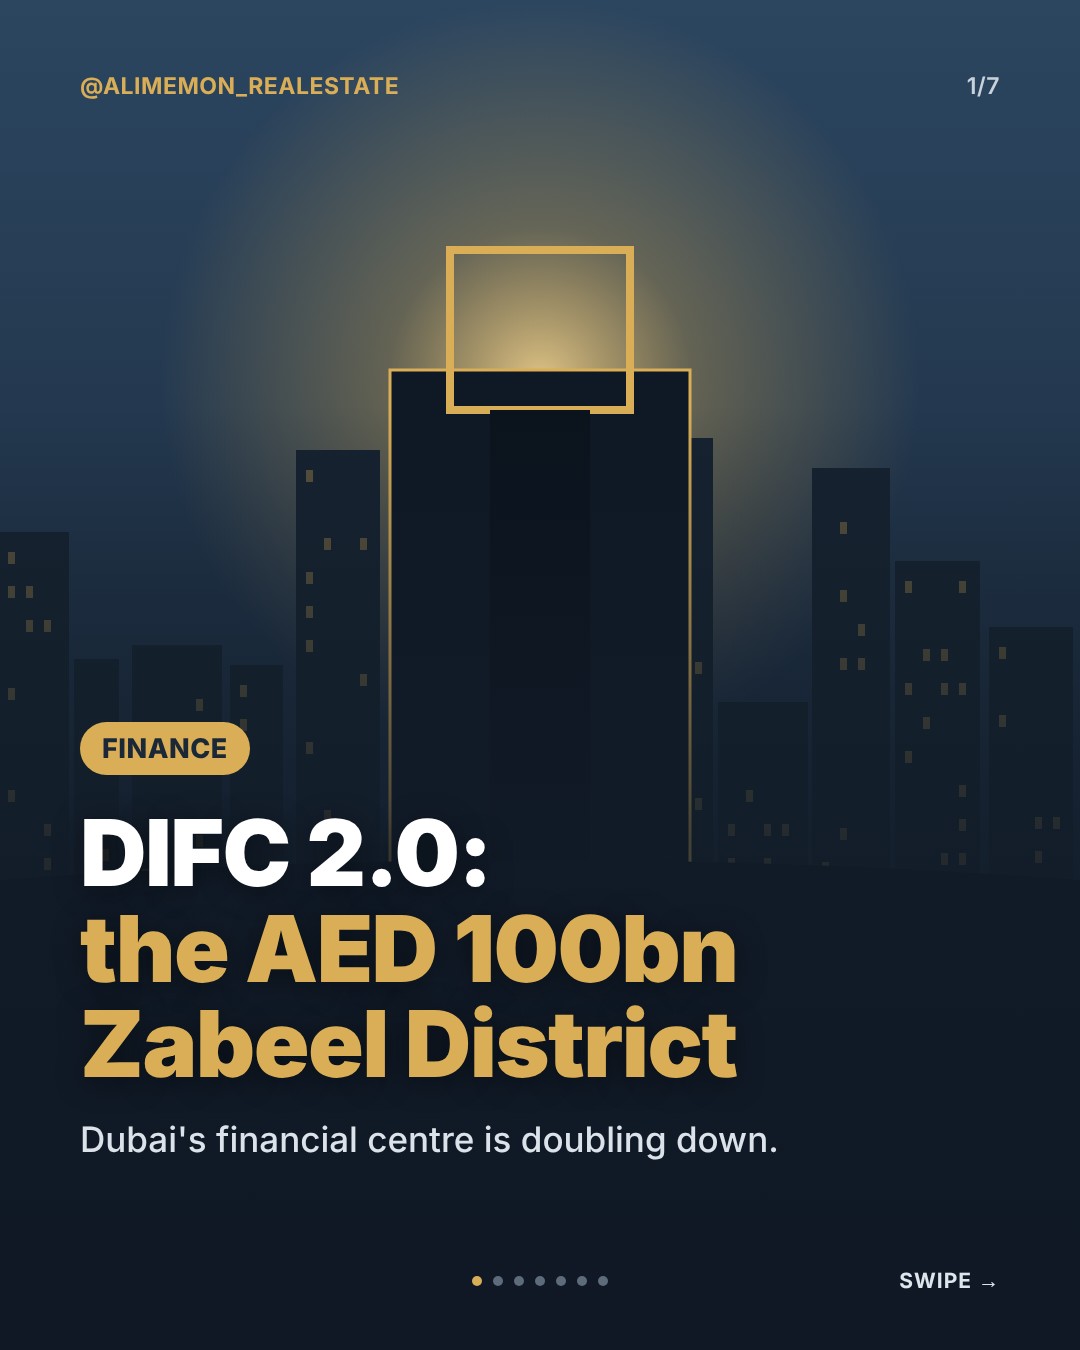 @ALIMEMON_REALESTATE
1/7
FINANCE
DIFC 2.0:
the AED 100bn
Zabeel District
Dubai's financial centre is doubling down.
SWIPE →